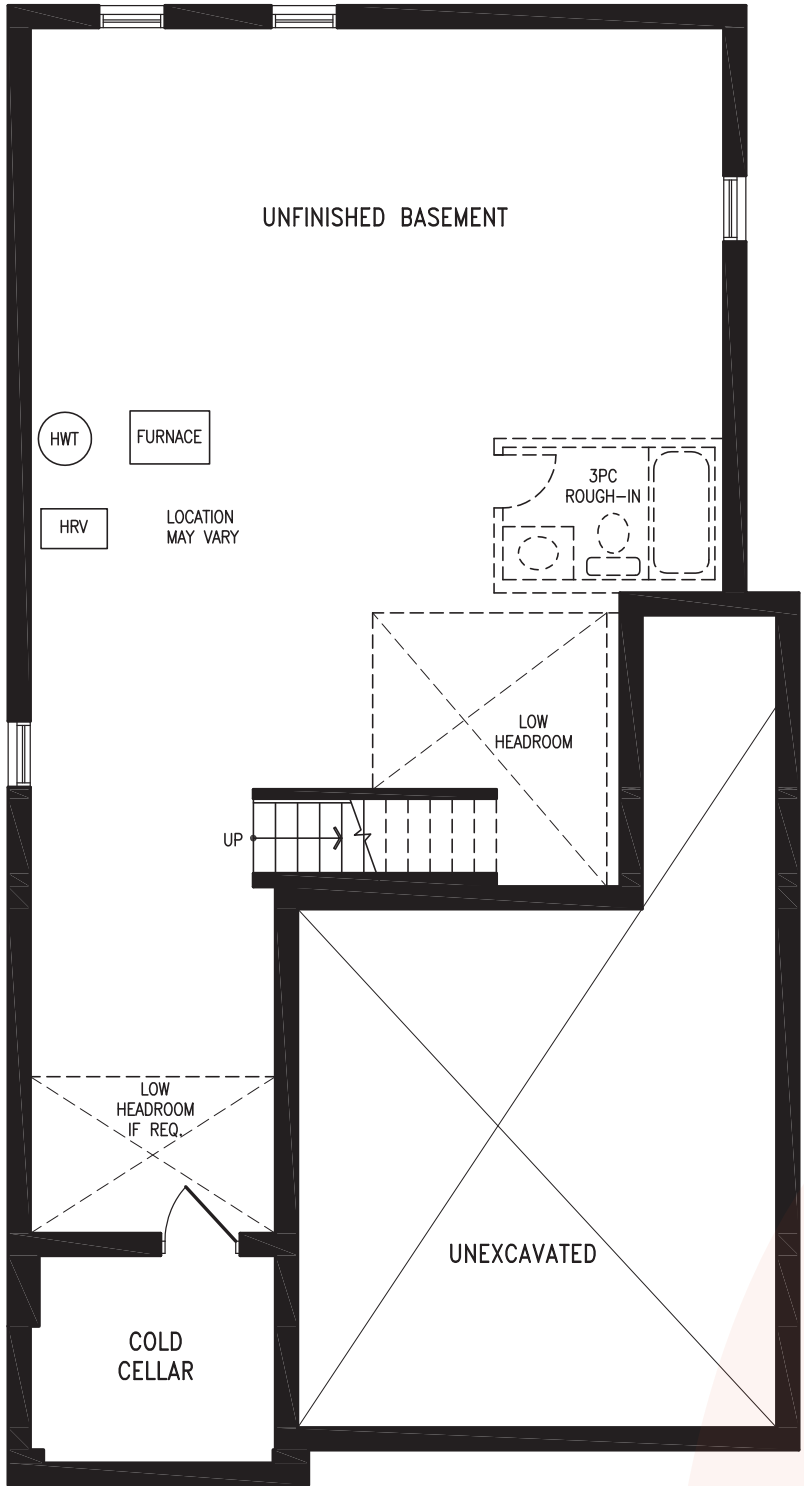 UNFINISHED BASEMENT
HWT
FURNACE
HRV
LOCATION
MAY VARY
3PC
ROUGH-IN
LOW
HEADROOM
UP
LOW
HEADROOM
IF REQ.
UNEXCAVATED
COLD
CELLAR